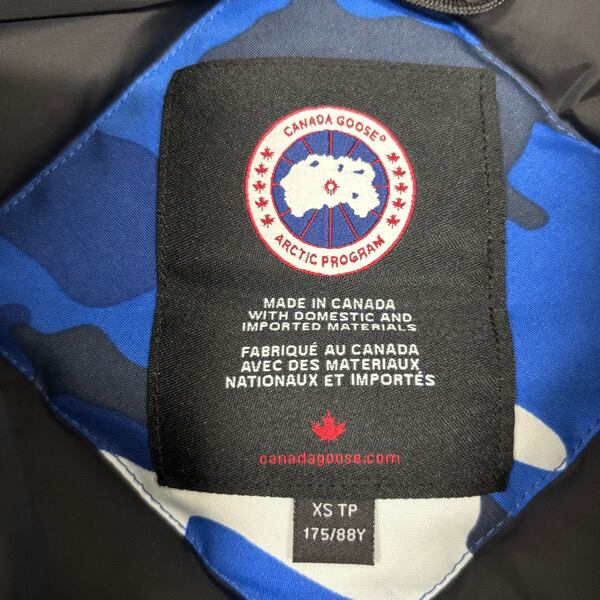 CANADA GOOSE®
ARCTIC PROGRAM
MADE IN CANADA
WITH DOMESTIC AND
IMPORTED MATERIALS
FABRIQUÉ AU CANADA
AVEC DES MATERIAUX
NATIONAUX ET IMPORTÉS
canadagoose.com
XS TP
175/88Y